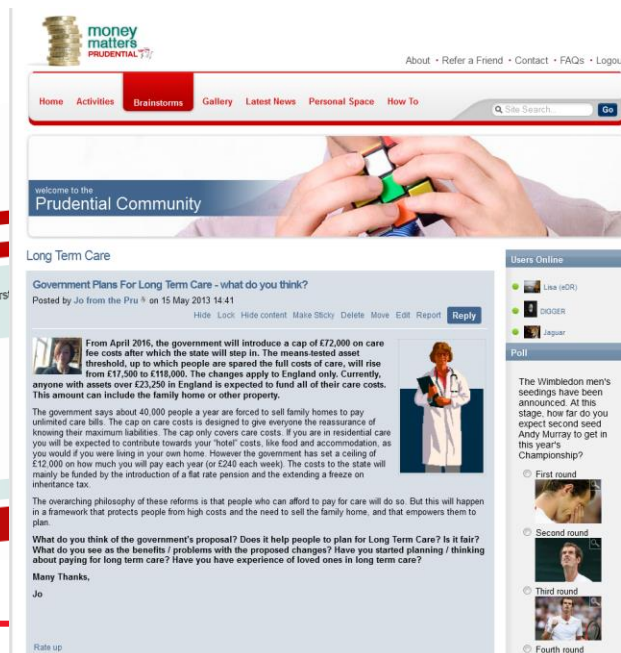 money
matters
PRUDENTIAL
About • Refer a Friend • Contact • FAQs • Logou
Home Activities Brainstorms Gallery Latest News Personal Space How To
Site Search.. Go
welcome to the
Prudential Community
Long Term Care
Government Plans For Long Term Care - what do you think?
Posted by Jo from the Pru on 15 May 2013 14:41
Hide Lock Hide content Make Sticky Delete Move Edit Report Reply
From April 2016, the government will introduce a cap of £72,000 on care
fee costs after which the state will step in. The means-tested asset
threshold, up to which people are spared the full costs of care, will rise
from £17,500 to £118,000. The changes apply to England only. Currently,
anyone with assets over £23,250 in England is expected to fund all of their care costs.
This amount can include the family home or other property.
The government says about 40,000 people a year are forced to sell family homes to pay
unlimited care bills. The cap on care costs is designed to give everyone the reassurance of
knowing their maximum liabilities. The cap only covers care costs. If you are in residential care
you will be expected to contribute towards your "hotel" costs, like food and accommodation, as
you would if you were living in your own home. However the government has set a ceiling of
£12,000 on how much you will pay each year (or £240 each week). The costs to the state will
mainly be funded by the introduction of a flat rate pension and the extending a freeze on
inheritance tax.
The overarching philosophy of these reforms is that people who can afford to pay for care will do so. But this will happen
in a framework that protects people from high costs and the need to sell the family home, and that empowers them to
plan.
What do you think of the government's proposal? Does it help people to plan for Long Term Care? Is it fair?
What do you see as the benefits / problems with the proposed changes? Have you started planning / thinking
about paying for long term care? Have you have experience of loved ones in long term care?
Many Thanks,
Jo
Rate up
Users Online
Lisa (eDR)
DIGGER
Jaguar
Poll
The Wimbledon men's
seedings have been
announced. At this
stage, how far do you
expect second seed
Andy Murray to get in
this year's
Championship?
First round
Second round
Third round
Fourth round